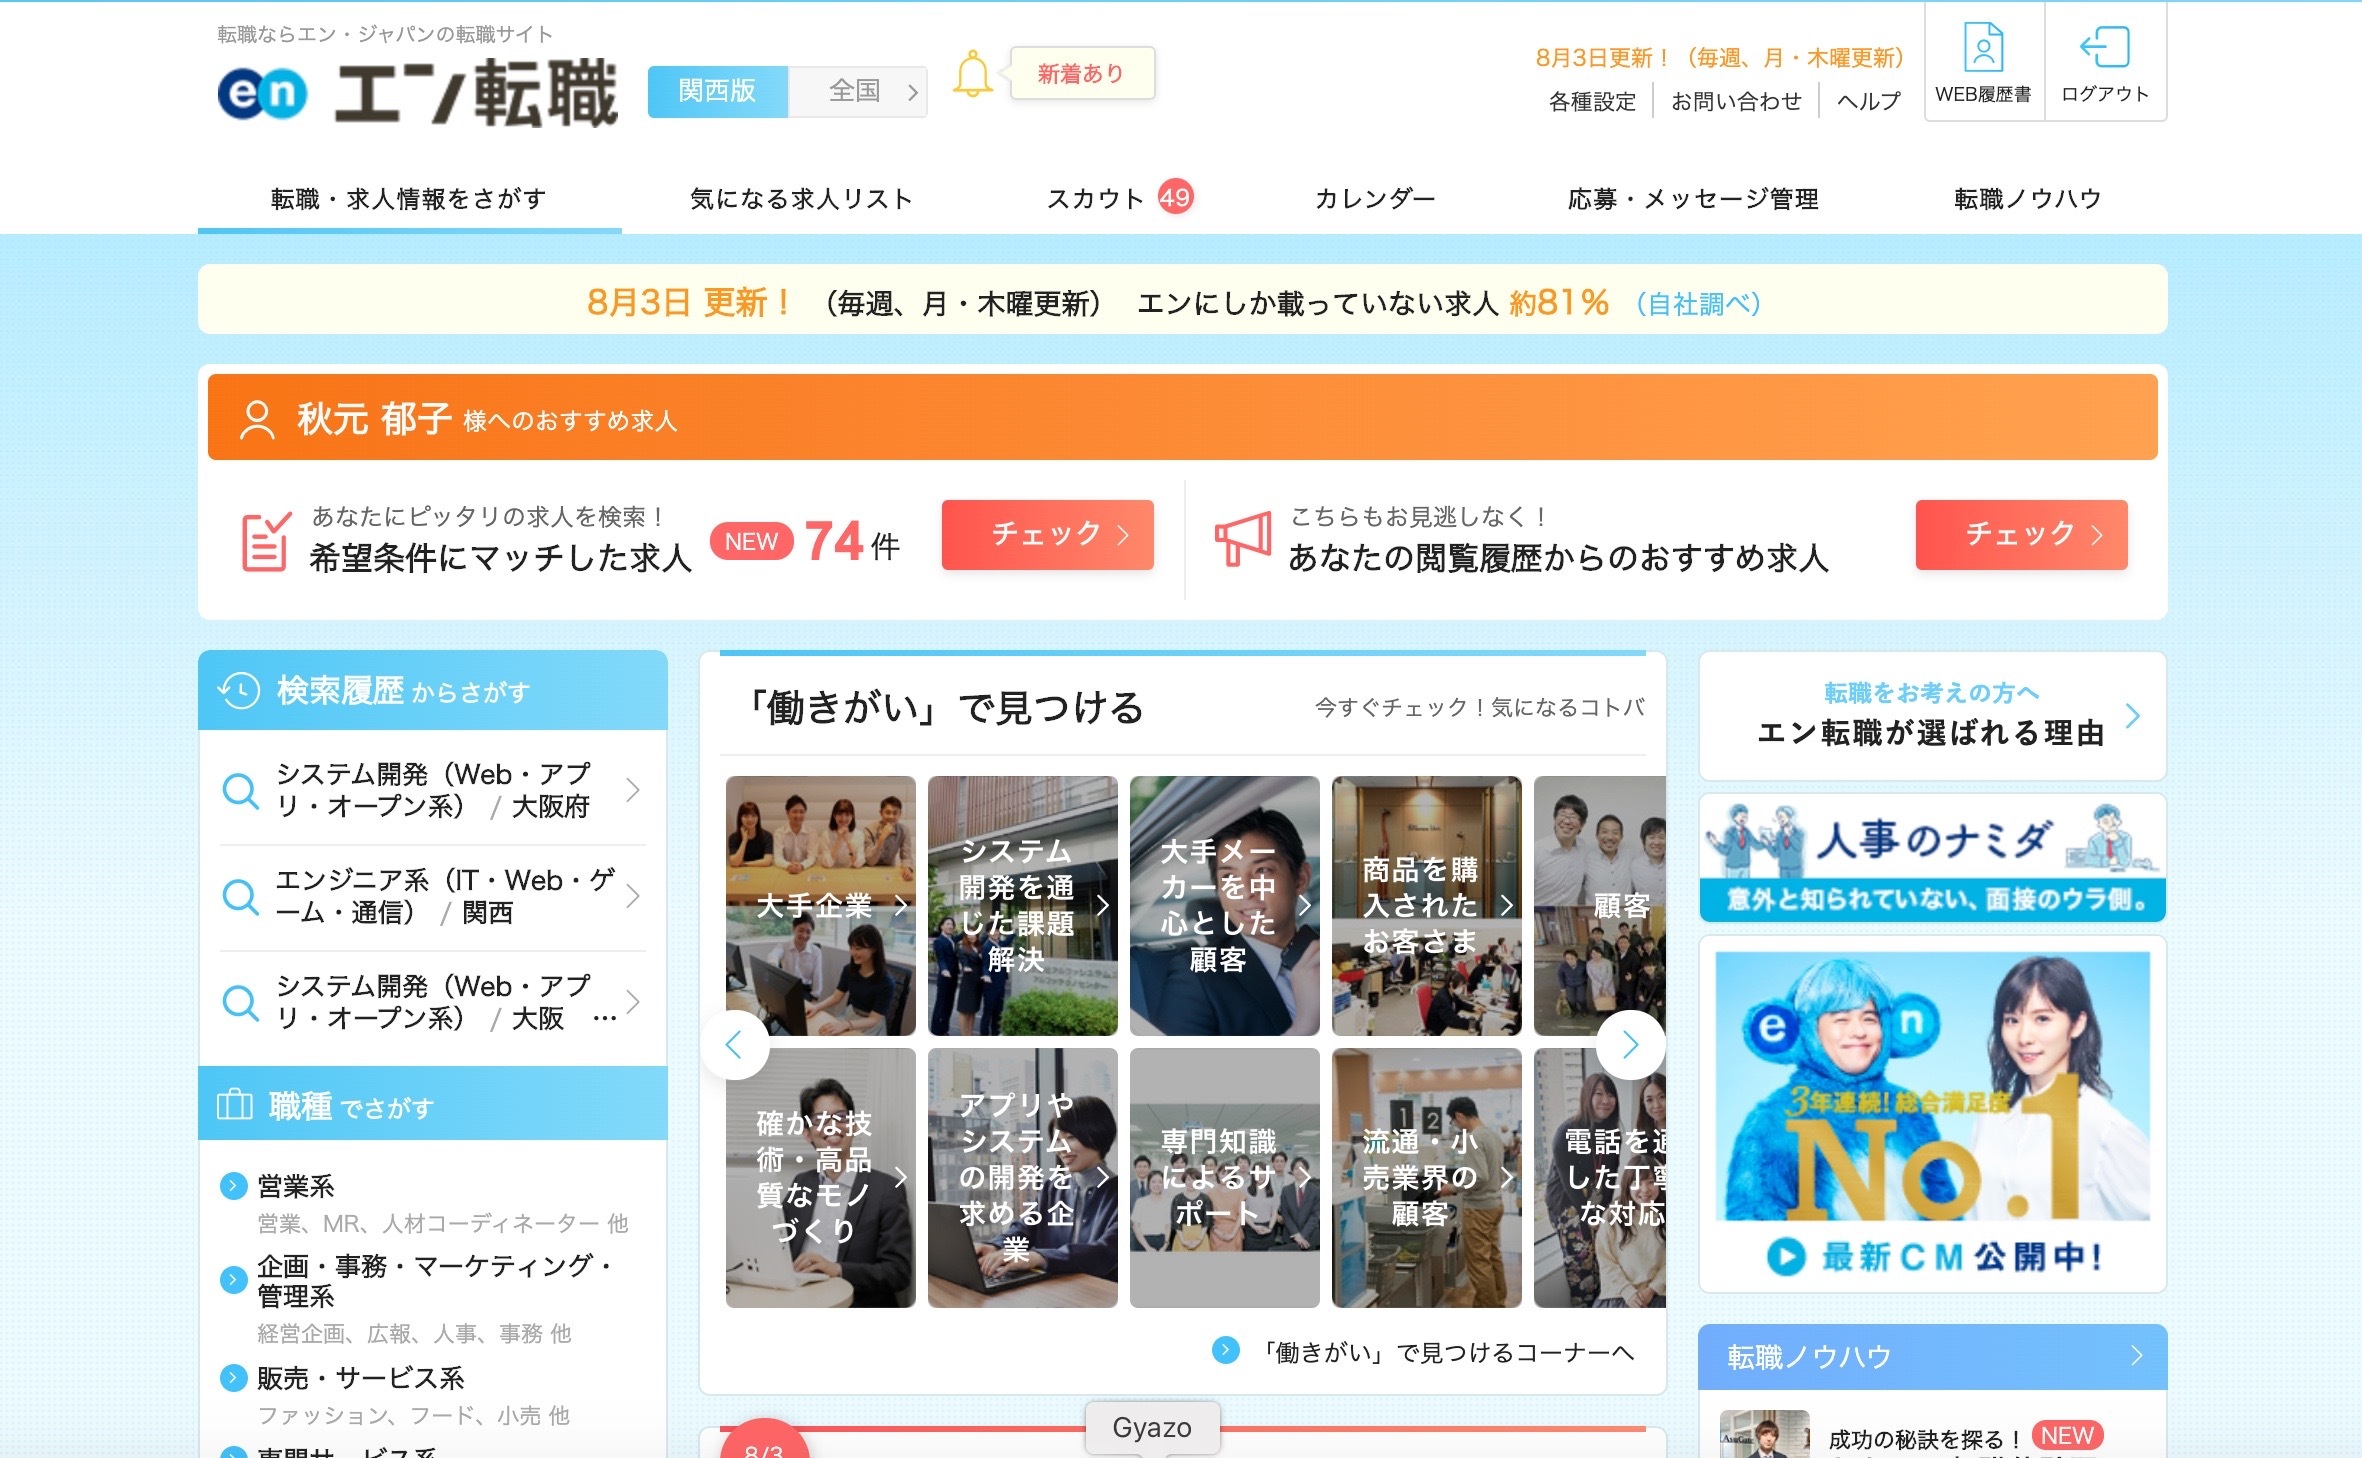 転職ならエン・ジャパンの転職サイト
en エン転職
関西版
全国
新着あり
8月3日更新！（毎週、月・木曜更新）
各種設定
お問い合わせ
ヘルプ
WEB履歴書
ログアウト
転職・求人情報をさがす
気になる求人リスト
スカウト 49
カレンダー
応募・メッセージ管理
転職ノウハウ
8月3日 更新！（毎週、月・木曜更新） エンにしか載っていない求人 約81%（自社調べ）
秋元 郁子 様へのおすすめ求人
あなたにピッタリの求人を検索！
希望条件にマッチした求人 NEW 74 件
チェック
こちらもお見逃しなく！
あなたの閲覧履歴からのおすすめ求人
チェック
検索履歴 からさがす
システム開発（Web・アプ
リ・オープン系） / 大阪府
エンジニア系（IT・Web・ゲ
ーム・通信） / 関西
システム開発（Web・アプ
リ・オープン系） / 大阪 …
職種 でさがす
営業系
営業、MR、人材コーディネーター 他
企画・事務・マーケティング・
管理系
経営企画、広報、人事、事務 他
販売・サービス系
ファッション、フード、小売 他
「働きがい」で見つける
今すぐチェック！気になるコトバ
大手企業
システム
開発を通
じた課題
解決
大手メー
カーを中
心とした
顧客
商品を購
入された
お客さま
顧客
確かな技
術・高品
質なモノ
づくり
アプリや
システム
の開発を
求める企
業
専門知識
によるサ
ポート
流通・小
売業界の
顧客
電話を通
した丁寧
な対応
「働きがい」で見つけるコーナーへ
8/3
Gyazo
転職をお考えの方へ
エン転職が選ばれる理由
人事のナミダ
意外と知られていない、面接のウラ側。
e n
3年連続！総合満足度
No.1
最新CM公開中！
転職ノウハウ
成功の秘訣を探る！ NEW